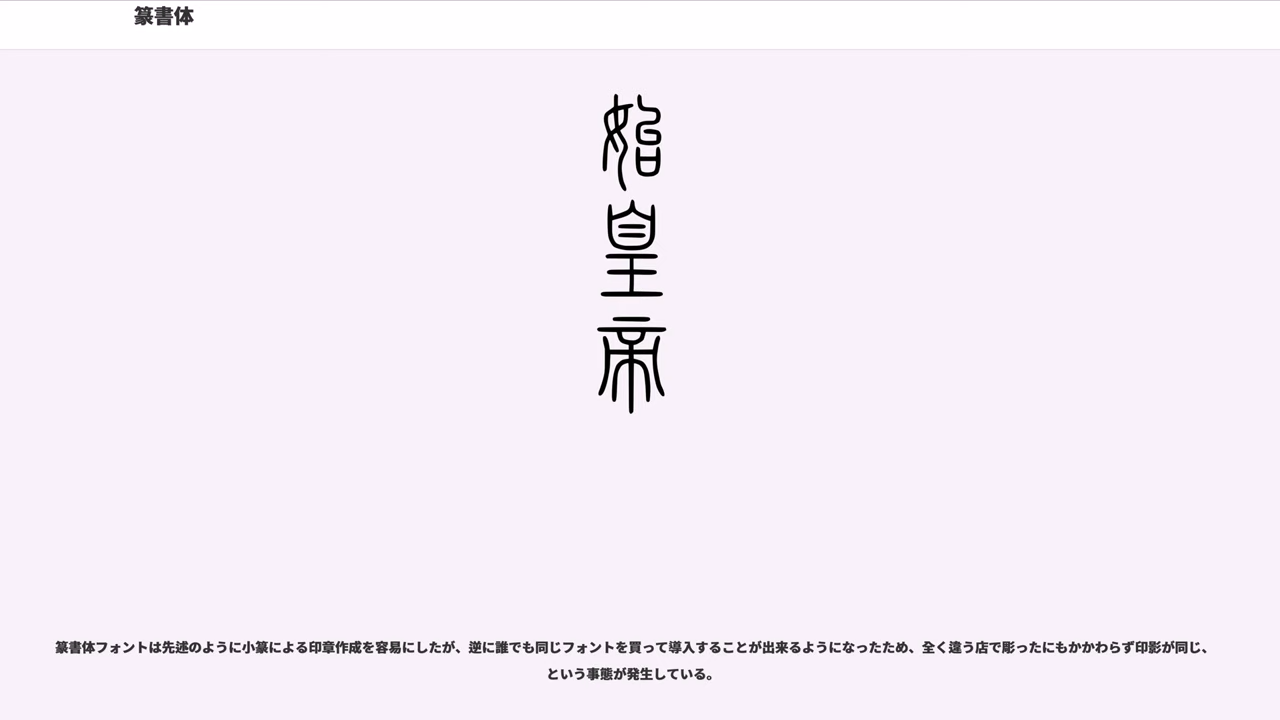 篆書体
始皇帝
篆書体フォントは先述のように小篆による印章作成を容易にしたが、逆に誰でも同じフォントを買って導入することが出来るようになったため、全く違う店で彫ったにもかかわらず印影が同じ、
という事態が発生している。